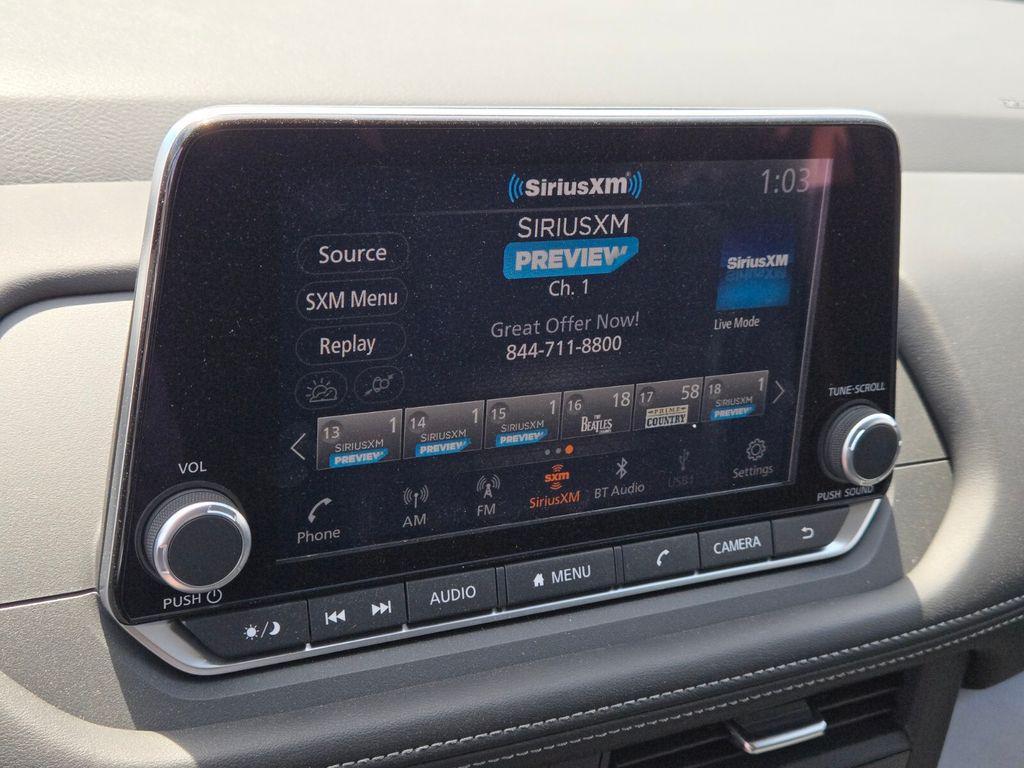 SiriusXM
1:03
SIRIUSXM
PREVIEW
Ch. 1
Source
SXM Menu
Replay
Great Offer Now!
844-711-8800
SiriusXM
Live Mode
13 1
SIRIUSXM
PREVIEW
14 1
SIRIUSXM
PREVIEW
15 1
SIRIUSXM
PREVIEW
16 18
THE
BEATLES
CHANNEL
17 58
PRIME
COUNTRY
18 1
SIRIUSXM
PREVIEW
Phone
AM
FM
sxm
SiriusXM
BT Audio
USB1
Settings
VOL
PUSH
TUNE·SCROLL
PUSH SOUND
AUDIO
MENU
CAMERA